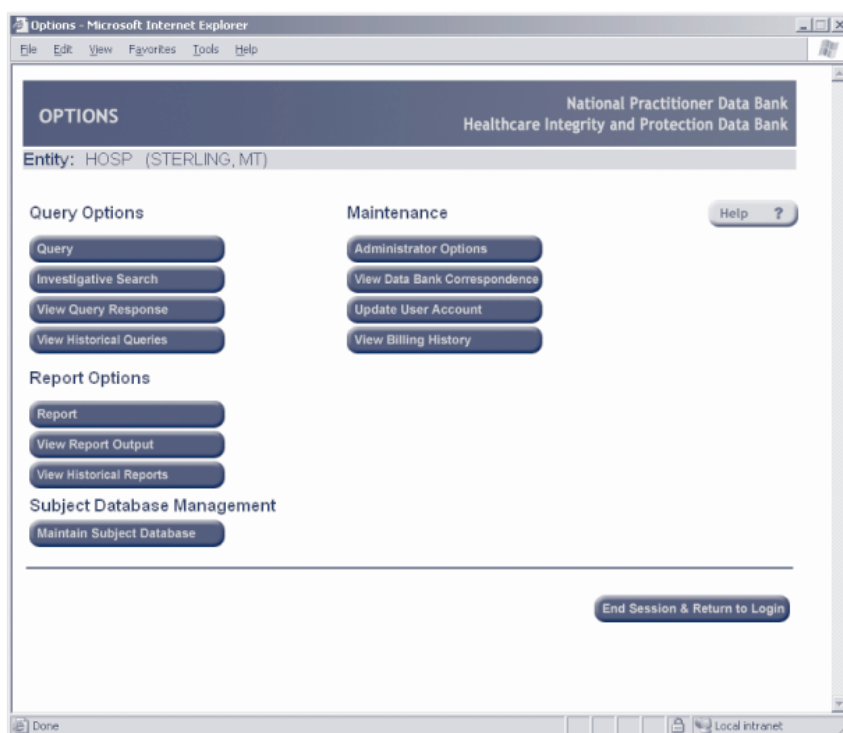 Options - Microsoft Internet Explorer
File Edit View Favorites Tools Help
OPTIONS
National Practitioner Data Bank
Healthcare Integrity and Protection Data Bank
Entity: HOSP (STERLING, MT)
Query Options
Query
Investigative Search
View Query Response
View Historical Queries
Report Options
Report
View Report Output
View Historical Reports
Subject Database Management
Maintain Subject Database
Maintenance
Administrator Options
View Data Bank Correspondence
Update User Account
View Billing History
Help ?
End Session & Return to Login
Done
Local intranet